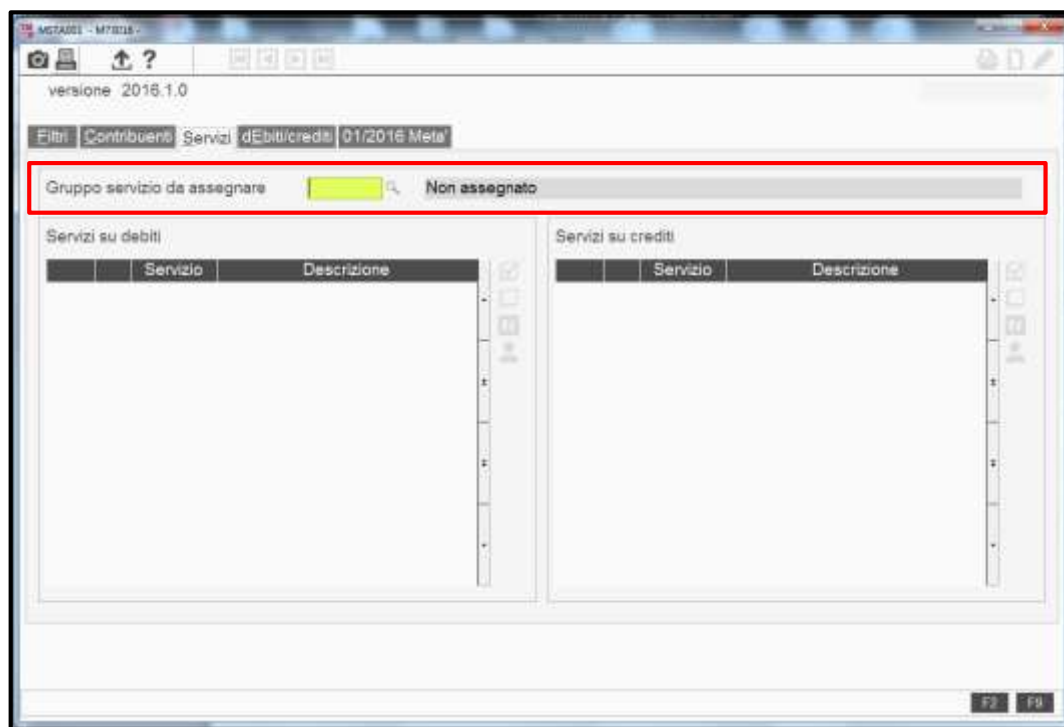 versione 2016.1.0
Filtri Contribuenti Servizi dEbiti/crediti 01/2016 Meta'
Gruppo servizio da assegnare Non assegnato
Servizi su debiti Servizi su crediti
Servizio Descrizione Servizio Descrizione
F2